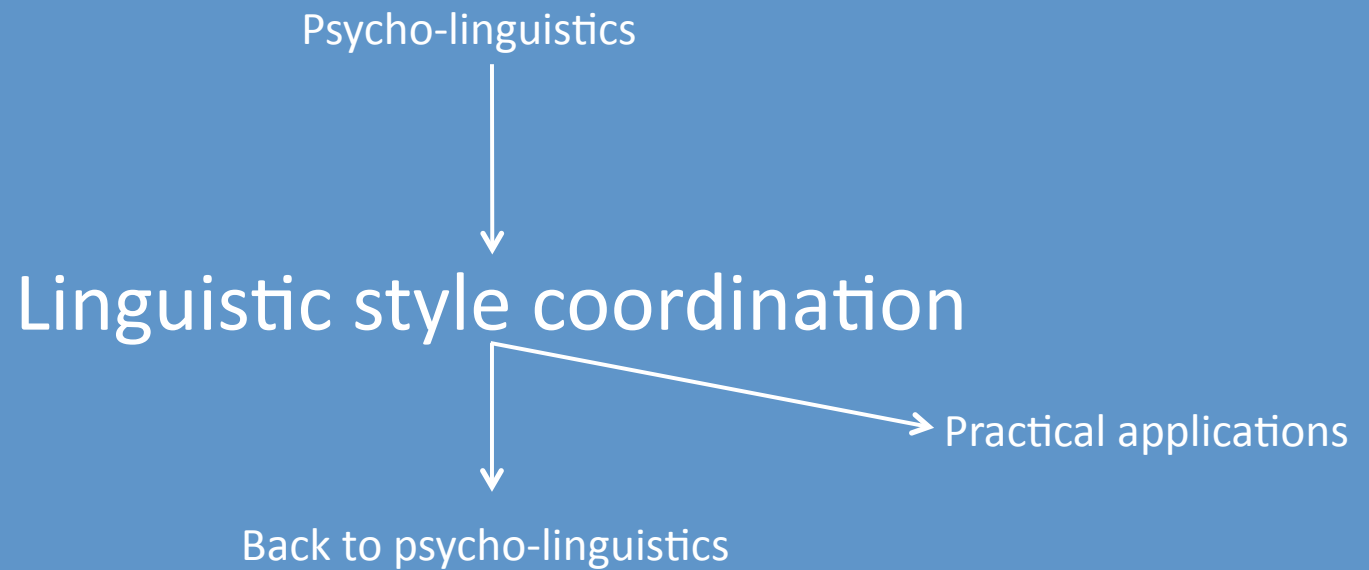 Psycho-linguistics
Linguistic style coordination
Practical applications
Back to psycho-linguistics